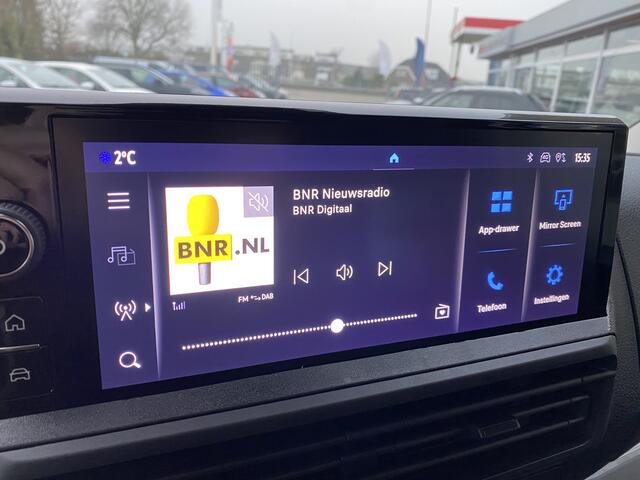 2°C
15:35
BNR Nieuwsradio
BNR Digitaal
BNR.NL
FM DAB
App-drawer
Mirror Screen
Telefoon
Instellingen